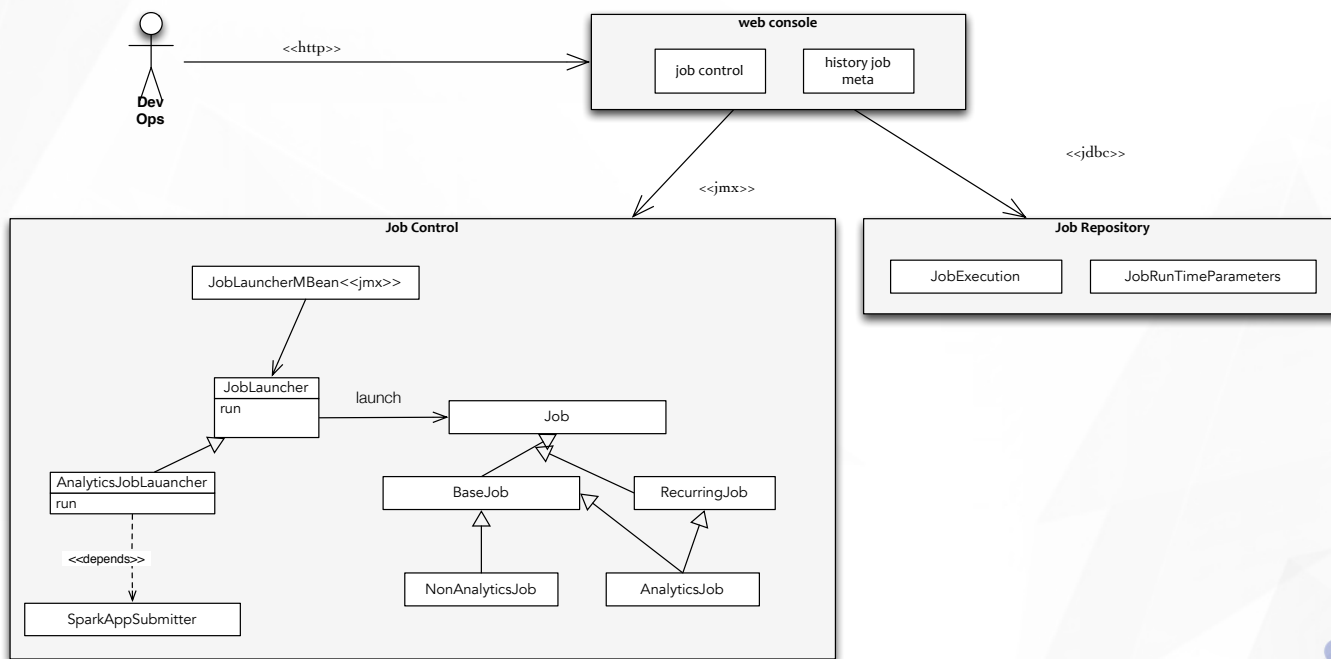 web console
<<http>>
job control
history job
meta
Dev
Ops
<<jdbc>>
<<jmx>>
Job Control
Job Repository
JobLauncherMBean<<jmx>>
JobExecution
JobRunTimeParameters
JobLauncher
run
launch
Job
AnalyticsJobLauancher
run
BaseJob
RecurringJob
<<depends>>
NonAnalyticsJob
AnalyticsJob
SparkAppSubmitter